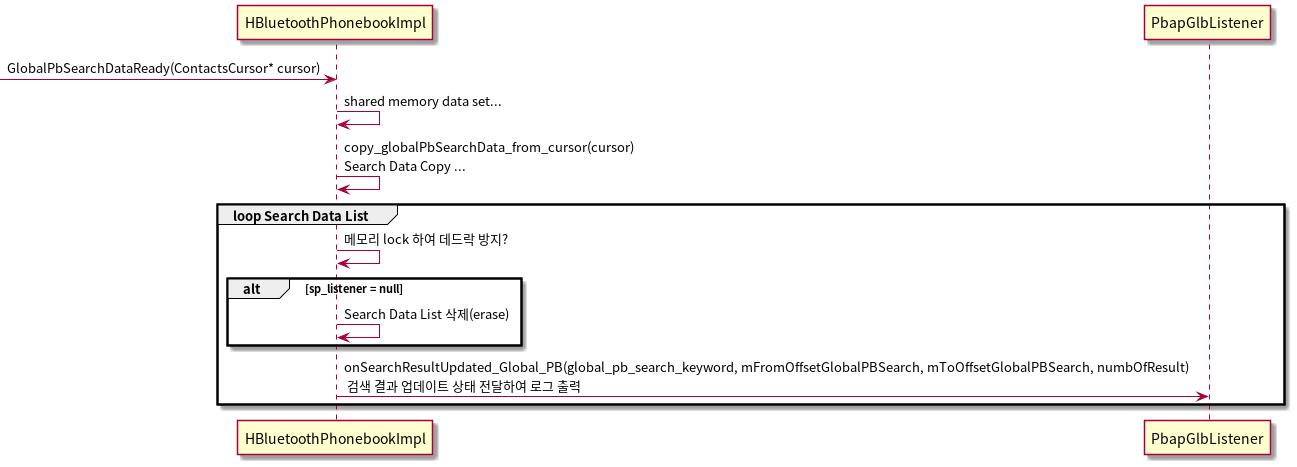 HBluetoothPhonebookImpl
PbapGlbListener
GlobalPbSearchDataReady(ContactsCursor* cursor)
shared memory data set...
copy_globalPbSearchData_from_cursor(cursor)
Search Data Copy ...
loop Search Data List
메모리 lock 하여 데드락 방지?
alt [sp_listener = null]
Search Data List 삭제(erase)
onSearchResultUpdated_Global_PB(global_pb_search_keyword, mFromOffsetGlobalPBSearch, mToOffsetGlobalPBSearch, numbOfResult)
검색 결과 업데이트 상태 전달하여 로그 출력
HBluetoothPhonebookImpl
PbapGlbListener